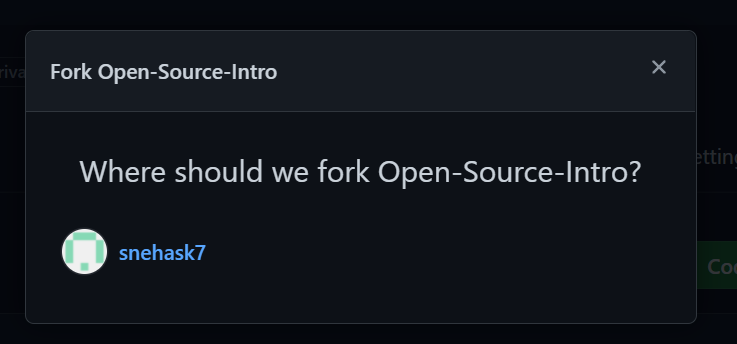 Fork Open-Source-Intro
Where should we fork Open-Source-Intro?
snehask7